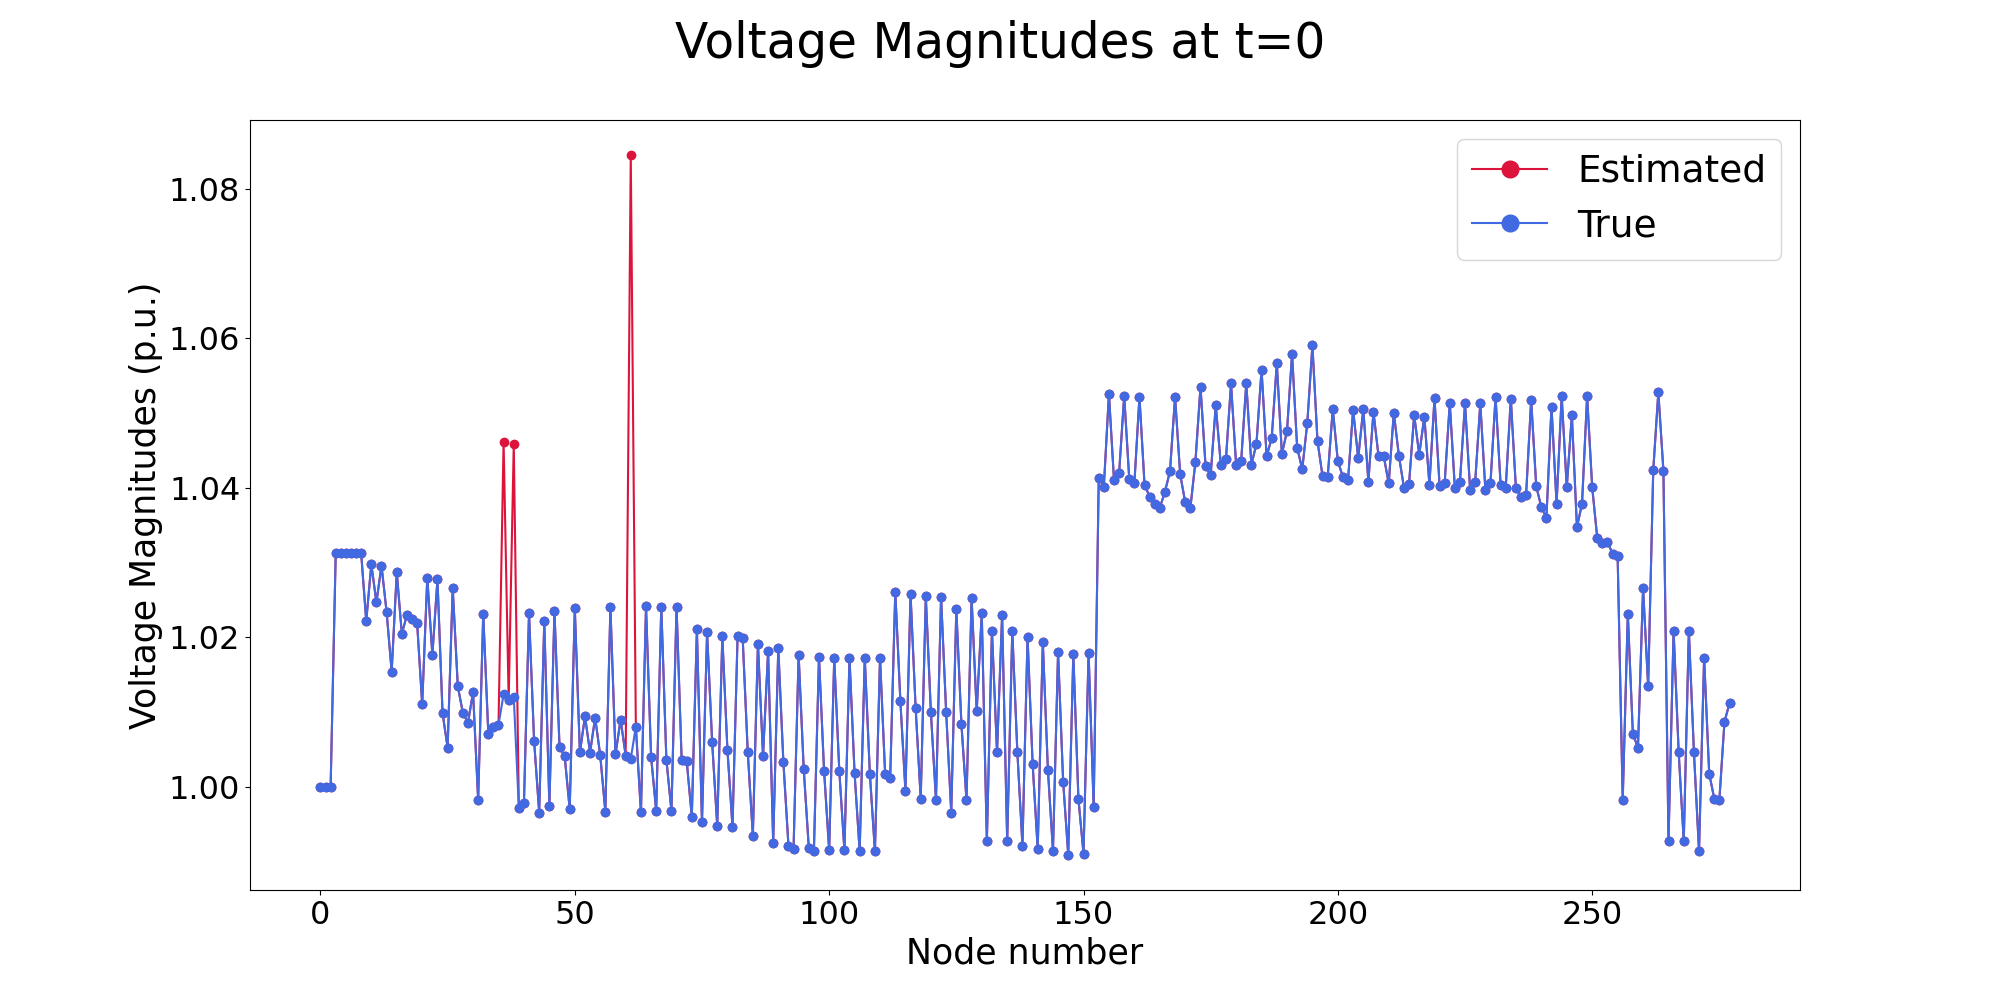 Voltage Magnitudes at t=0
Estimated
True
Voltage Magnitudes (p.u.)
1.08
1.06
1.04
1.02
1.00
0 50 100 150 200 250
Node number